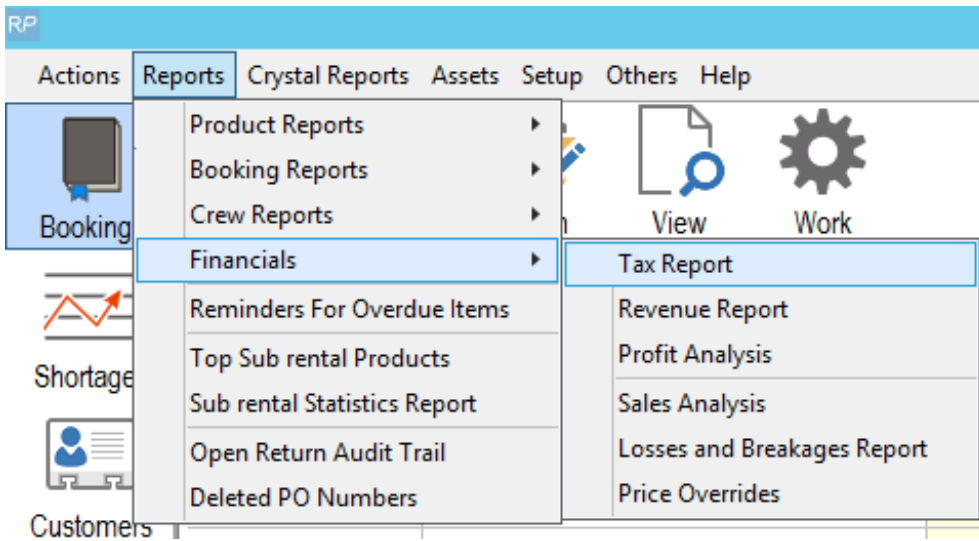 RP
Actions Reports Crystal Reports Assets Setup Others Help
Product Reports
Booking Reports
Crew Reports
Financials
Reminders For Overdue Items
Top Sub rental Products
Sub rental Statistics Report
Open Return Audit Trail
Deleted PO Numbers
Tax Report
Revenue Report
Profit Analysis
Sales Analysis
Losses and Breakages Report
Price Overrides
Booking
View
Work
Shortage
Customers